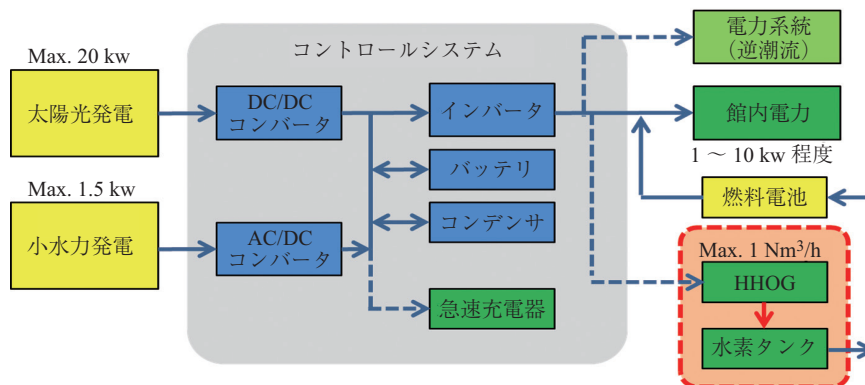 コントロールシステム
Max. 20 kw
太陽光発電
DC/DC
コンバータ
インバータ
電力系統
(逆潮流)
館内電力
1 ～ 10 kw 程度
バッテリ
燃料電池
Max. 1.5 kw
小水力発電
AC/DC
コンバータ
コンデンサ
急速充電器
Max. 1 Nm³/h
HHOG
水素タンク